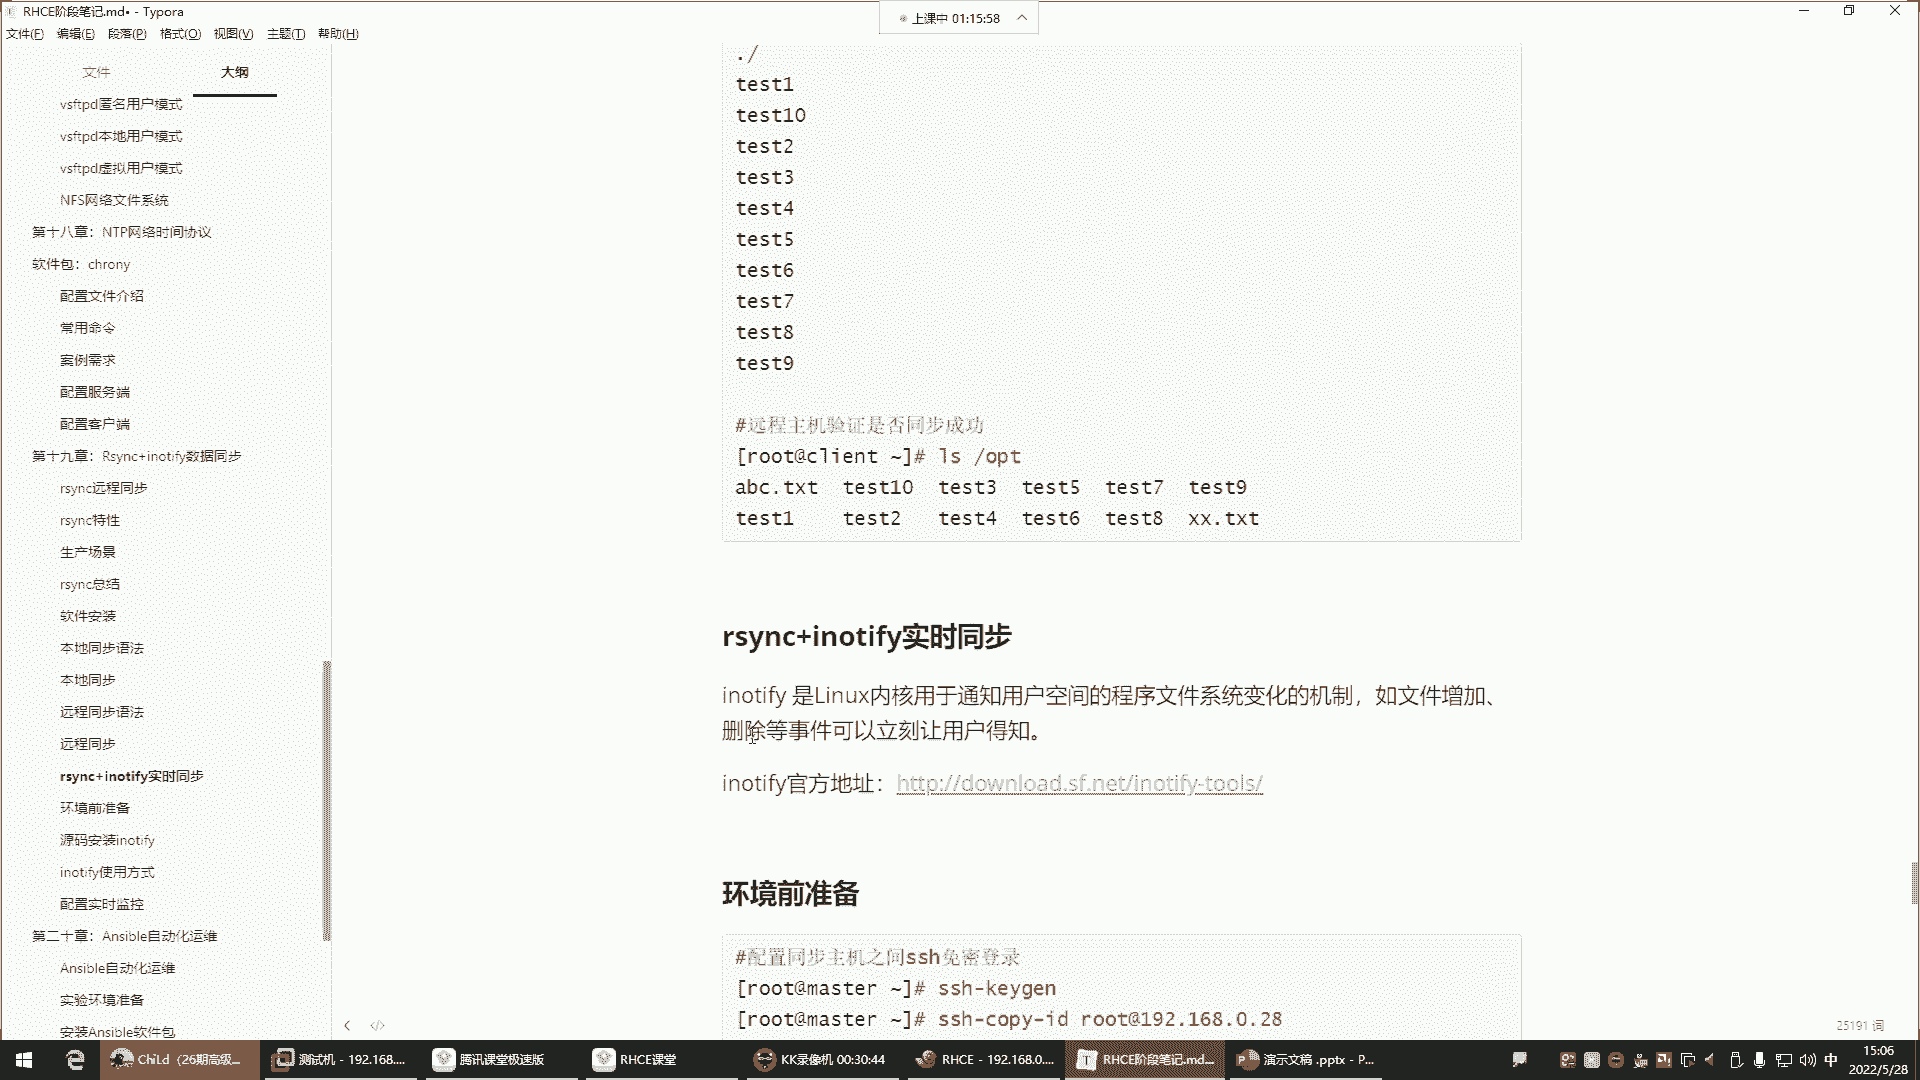 RHCE阶段笔记.md• - Typora
上课中 01:15:58
文件(F) 编辑(E) 段落(P) 格式(O) 视图(V) 主题(T) 帮助(H)
文件 大纲
vsftpd匿名用户模式
vsftpd本地用户模式
vsftpd虚拟用户模式
NFS网络文件系统
第十八章：NTP网络时间协议
软件包：chrony
配置文件介绍
常用命令
案例需求
配置服务端
配置客户端
第十九章：Rsync+inotify数据同步
rsync远程同步
rsync特性
生产场景
rsync总结
软件安装
本地同步语法
本地同步
远程同步语法
远程同步
rsync+inotify实时同步
环境前准备
源码安装inotify
inotify使用方式
配置实时监控
第二十章：Ansible自动化运维
Ansible自动化运维
实验环境准备
安装Ansible软件包
./
test1
test10
test2
test3
test4
test5
test6
test7
test8
test9
#远程主机验证是否同步成功
[root@client ~]# ls /opt
abc.txt test10 test3 test5 test7 test9
test1 test2 test4 test6 test8 xx.txt
rsync+inotify实时同步
inotify 是Linux内核用于通知用户空间的程序文件系统变化的机制，如文件增加、
删除等事件可以立刻让用户得知。
inotify官方地址：http://download.sf.net/inotify-tools/
环境前准备
#配置同步主机之间ssh免密登录
[root@master ~]# ssh-keygen
[root@master ~]# ssh-copy-id root@192.168.0.28
25191 词
ChiLd（26期高级... 测试机 - 192.168.... 腾讯课堂极速版 RHCE课堂 KK录像机 00:30:44 RHCE - 192.168.0.... RHCE阶段笔记.md... 演示文稿 .pptx - P...
中
15:06
2022/5/28